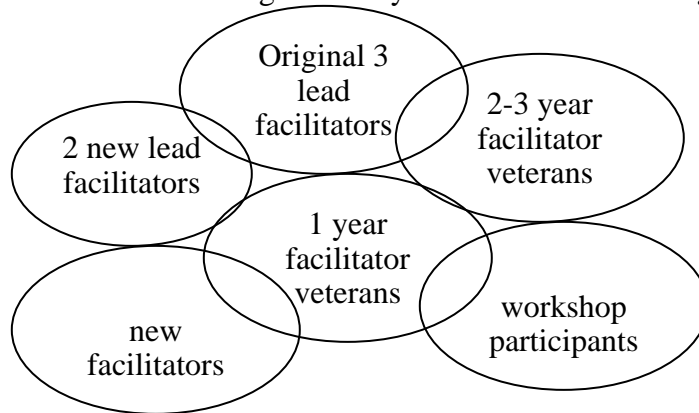 Original 3
lead
facilitators
2-3 year
facilitator
veterans
2 new lead
facilitators
1 year
facilitator
veterans
new
facilitators
workshop
participants